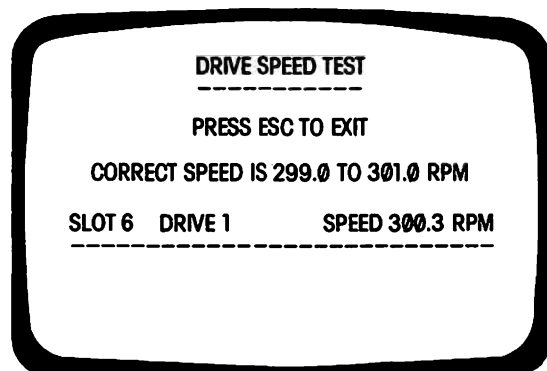 DRIVE SPEED TEST
PRESS ESC TO EXIT
CORRECT SPEED IS 299.0 TO 301.0 RPM
SLOT 6 DRIVE 1 SPEED 300.3 RPM